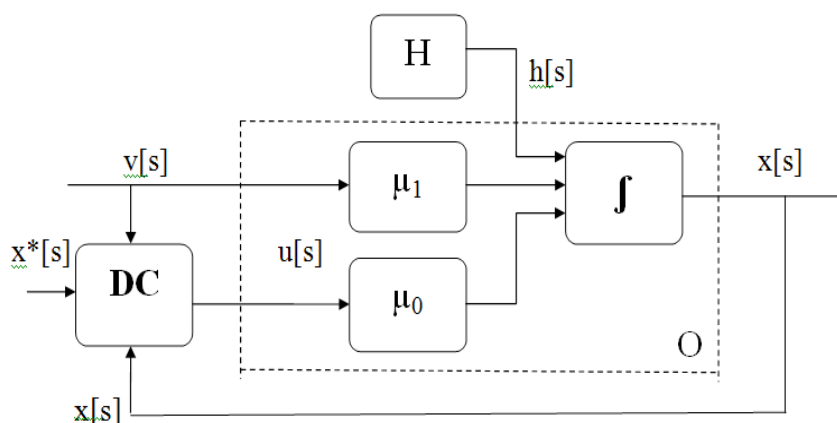 H
h[s]
v[s]
μ₁
∫
x[s]
x*[s]
DC
u[s]
μ₀
O
x[s]